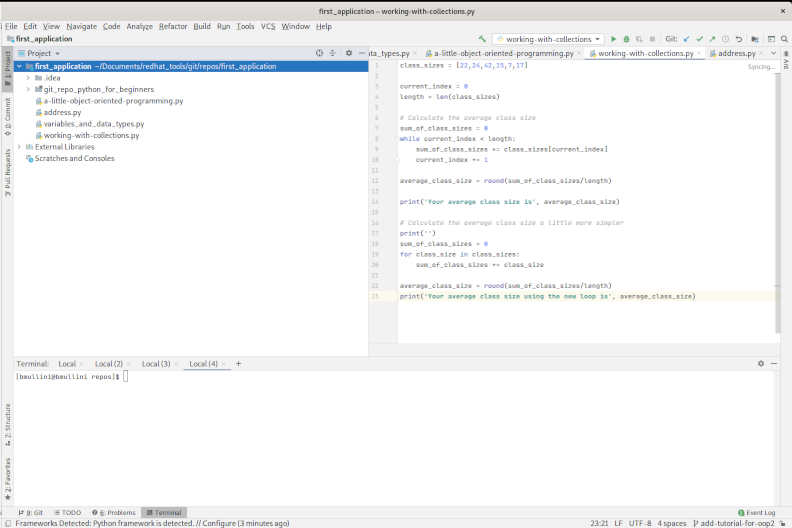 first_application – working-with-collections.py
File Edit View Navigate Code Analyze Refactor Build Run Tools VCS Window Help
first_application
working-with-collections
Git:
Project
ata_types.py
a-little-object-oriented-programming.py
working-with-collections.py
address.py
1: Project
Commit
Pull Requests
2: Structure
2: Favorites
Ant
first_application ~/Documents/redhat_tools/git/repos/first_application
.idea
git_repo_python_for_beginners
a-little-object-oriented-programming.py
address.py
variables_and_data_types.py
working-with-collections.py
External Libraries
Scratches and Consoles
Syncing...
1 class_sizes = [22,24,42,15,7,17]
2
3 current_index = 0
4 length = len(class_sizes)
5
6 # Calculate the average class size
7 sum_of_class_sizes = 0
8 while current_index < length:
9 sum_of_class_sizes += class_sizes[current_index]
10 current_index += 1
11
12 average_class_size = round(sum_of_class_sizes/length)
13
14 print('Your average class size is', average_class_size)
15
16 # Calculate the average class size a little more simpler
17 print('')
18 sum_of_class_sizes = 0
19 for class_size in class_sizes:
20 sum_of_class_sizes += class_size
21
22 average_class_size = round(sum_of_class_sizes/length)
23 print('Your average class size using the new loop is', average_class_size)
Terminal: Local × Local (2) × Local (3) × Local (4) × +
[bmullini@bmullini repos]$
9: Git TODO 6: Problems Terminal
Event Log
Frameworks Detected: Python framework is detected. // Configure (3 minutes ago)
23:21 LF UTF-8 4 spaces add-tutorial-for-oop2